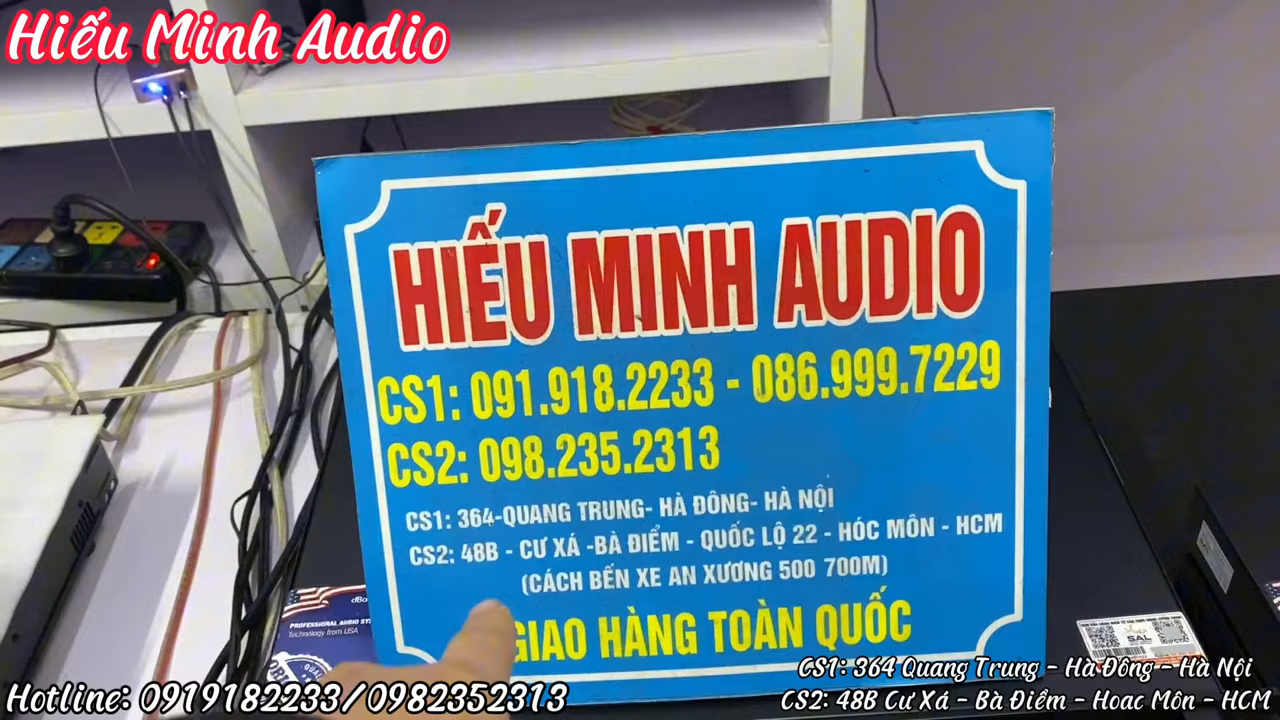 Hiếu Minh Audio
HIẾU MINH AUDIO
CS1: 091.918.2233 - 086.999.7229
CS2: 098.235.2313
CS1: 364-QUANG TRUNG- HÀ ĐÔNG- HÀ NỘI
CS2: 48B - CƯ XÁ -BÀ ĐIỂM - QUỐC LỘ 22 - HÓC MÔN - HCM
(CÁCH BẾN XE AN XƯƠNG 500 700M)
GIAO HÀNG TOÀN QUỐC
PROFESSIONAL AUDIO
Technology from USA
SAL
CS1: 364 Quang Trung - Hà Đông - Hà Nội
Hotline: 0919182233/0982352313
CS2: 48B Cư Xá - Bà Điểm - Hoac Môn - HCM